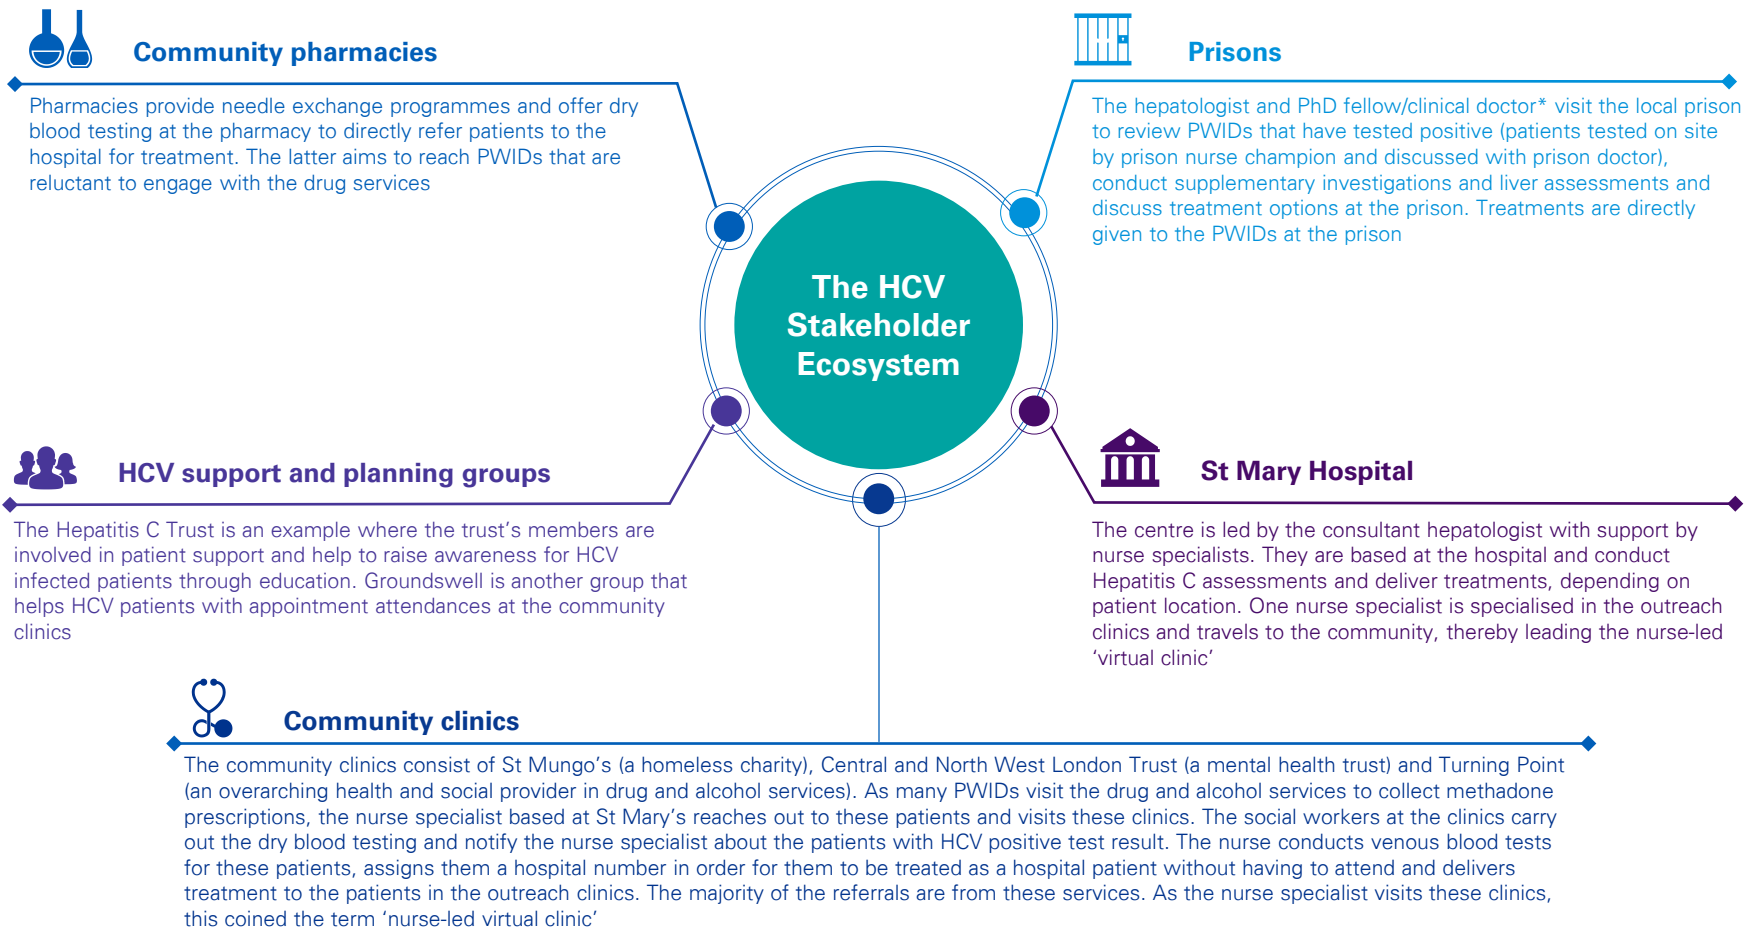 Community pharmacies
Pharmacies provide needle exchange programmes and offer dry
blood testing at the pharmacy to directly refer patients to the
hospital for treatment. The latter aims to reach PWIDs that are
reluctant to engage with the drug services
Prisons
The hepatologist and PhD fellow/clinical doctor* visit the local prison
to review PWIDs that have tested positive (patients tested on site
by prison nurse champion and discussed with prison doctor),
conduct supplementary investigations and liver assessments and
discuss treatment options at the prison. Treatments are directly
given to the PWIDs at the prison
The HCV
Stakeholder
Ecosystem
HCV support and planning groups
The Hepatitis C Trust is an example where the trust’s members are
involved in patient support and help to raise awareness for HCV
infected patients through education. Groundswell is another group that
helps HCV patients with appointment attendances at the community
clinics
St Mary Hospital
The centre is led by the consultant hepatologist with support by
nurse specialists. They are based at the hospital and conduct
Hepatitis C assessments and deliver treatments, depending on
patient location. One nurse specialist is specialised in the outreach
clinics and travels to the community, thereby leading the nurse-led
‘virtual clinic’
Community clinics
The community clinics consist of St Mungo’s (a homeless charity), Central and North West London Trust (a mental health trust) and Turning Point
(an overarching health and social provider in drug and alcohol services). As many PWIDs visit the drug and alcohol services to collect methadone
prescriptions, the nurse specialist based at St Mary’s reaches out to these patients and visits these clinics. The social workers at the clinics carry
out the dry blood testing and notify the nurse specialist about the patients with HCV positive test result. The nurse conducts venous blood tests
for these patients, assigns them a hospital number in order for them to be treated as a hospital patient without having to attend and delivers
treatment to the patients in the outreach clinics. The majority of the referrals are from these services. As the nurse specialist visits these clinics,
this coined the term ‘nurse-led virtual clinic’